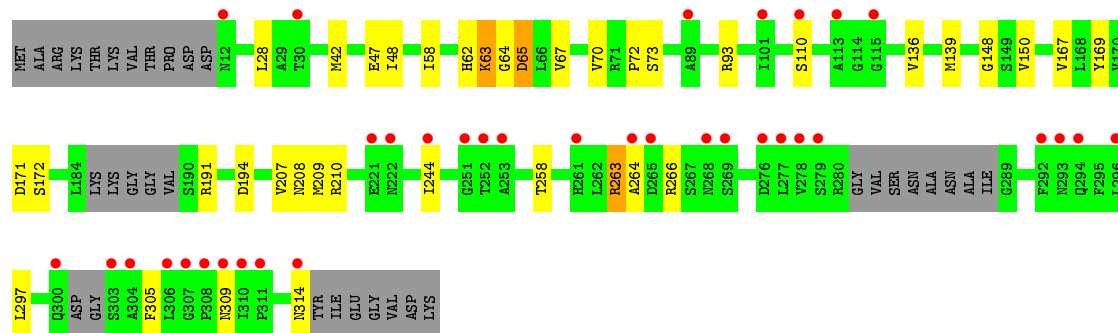 MET ALA ARG LYS THR LYS VAL THR PRO ASP ASP N12 L28 A29 T30 M42 E47 I48 I58 H62 K63 G64 D65 L66 V67 V70 R71 P72 S73 A89 R93 I101 S110 A113 G114 G115 V136 M139 G148 S149 V150 V167 L168 Y169 V170
D171 S172 L184 LYS LYS GLY GLY VAL S190 R191 D194 V207 N208 M209 R210 E221 N222 I244 G251 T252 A253 T258 H261 L262 R263 A264 D265 R266 S267 N268 S269 D276 L277 V278 S279 R280 GLY VAL SER ASN ALA ASN ALA ILE G289 F292 N293 Q294 F295 L296
L297 Q300 ASP GLY S303 A304 F305 L306 G307 P308 N309 I310 P311 N314 TYR ILE GLU GLY VAL ASP LYS